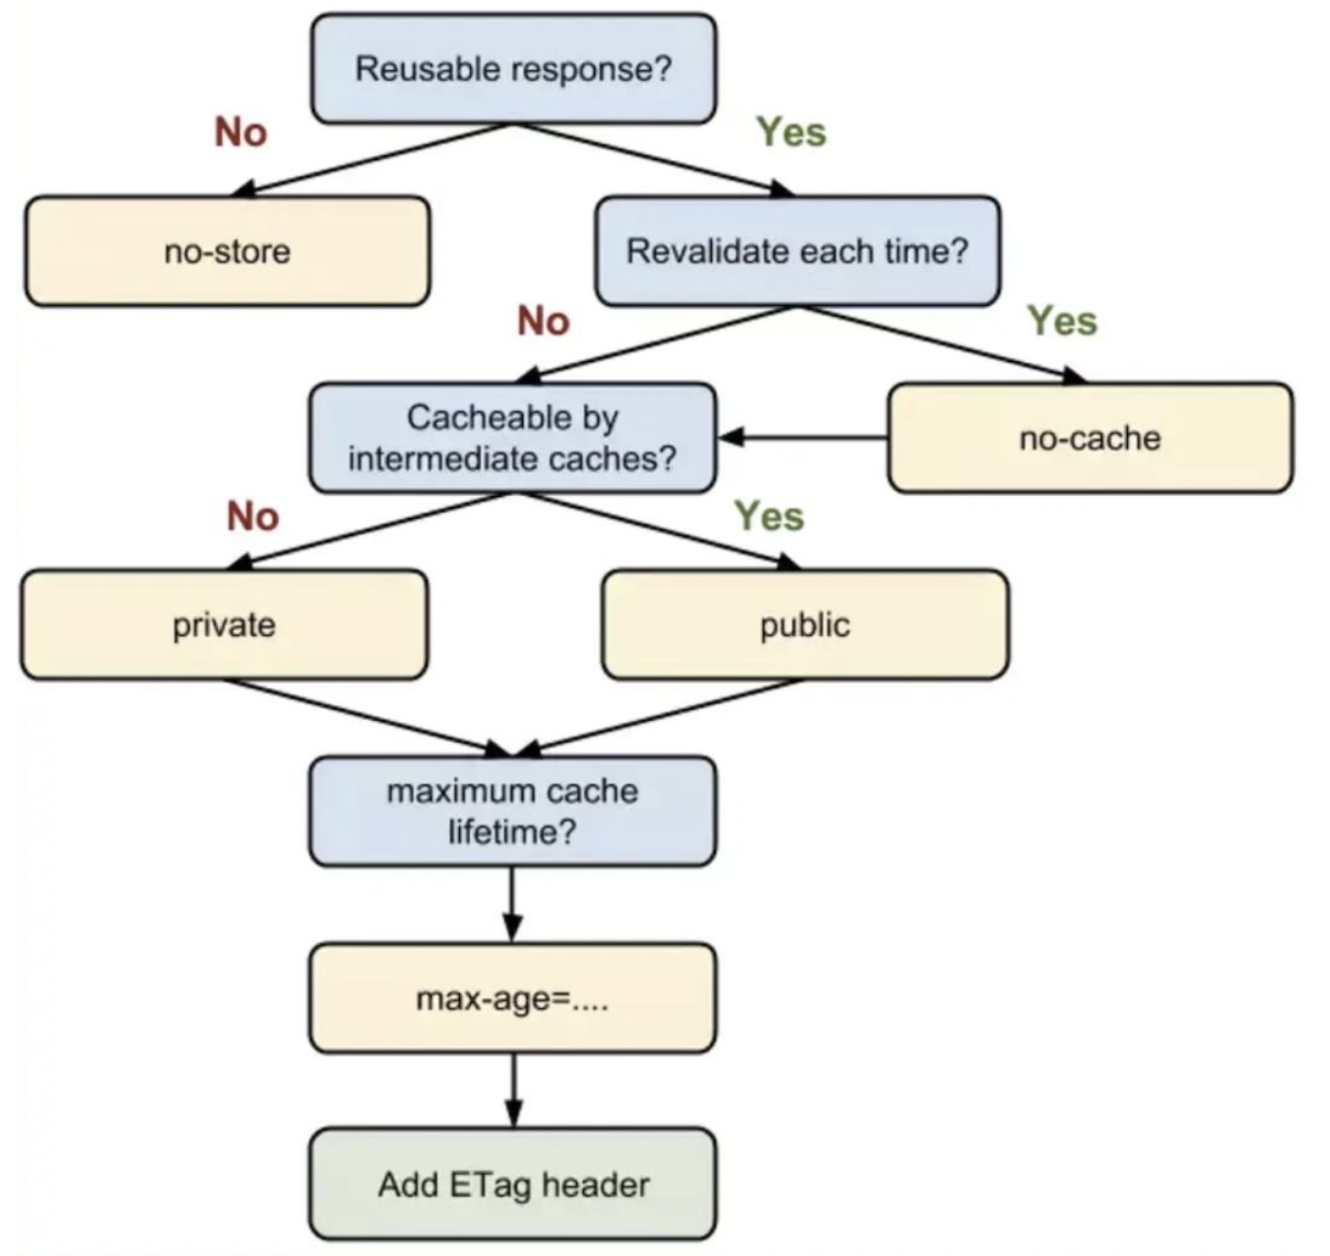 Reusable response?
No
Yes
no-store
Revalidate each time?
No
Yes
Cacheable by
intermediate caches?
no-cache
No
Yes
private
public
maximum cache
lifetime?
max-age=....
Add ETag header